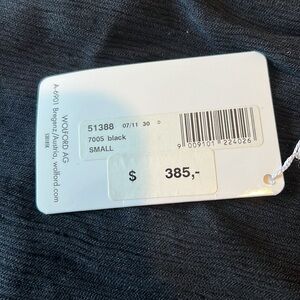 51388 07/11 30
7005 black
SMALL
9 009101 224026
$ 385,-
WOLFORD AG
A-6901 Bregenz/Austria, wolford.com